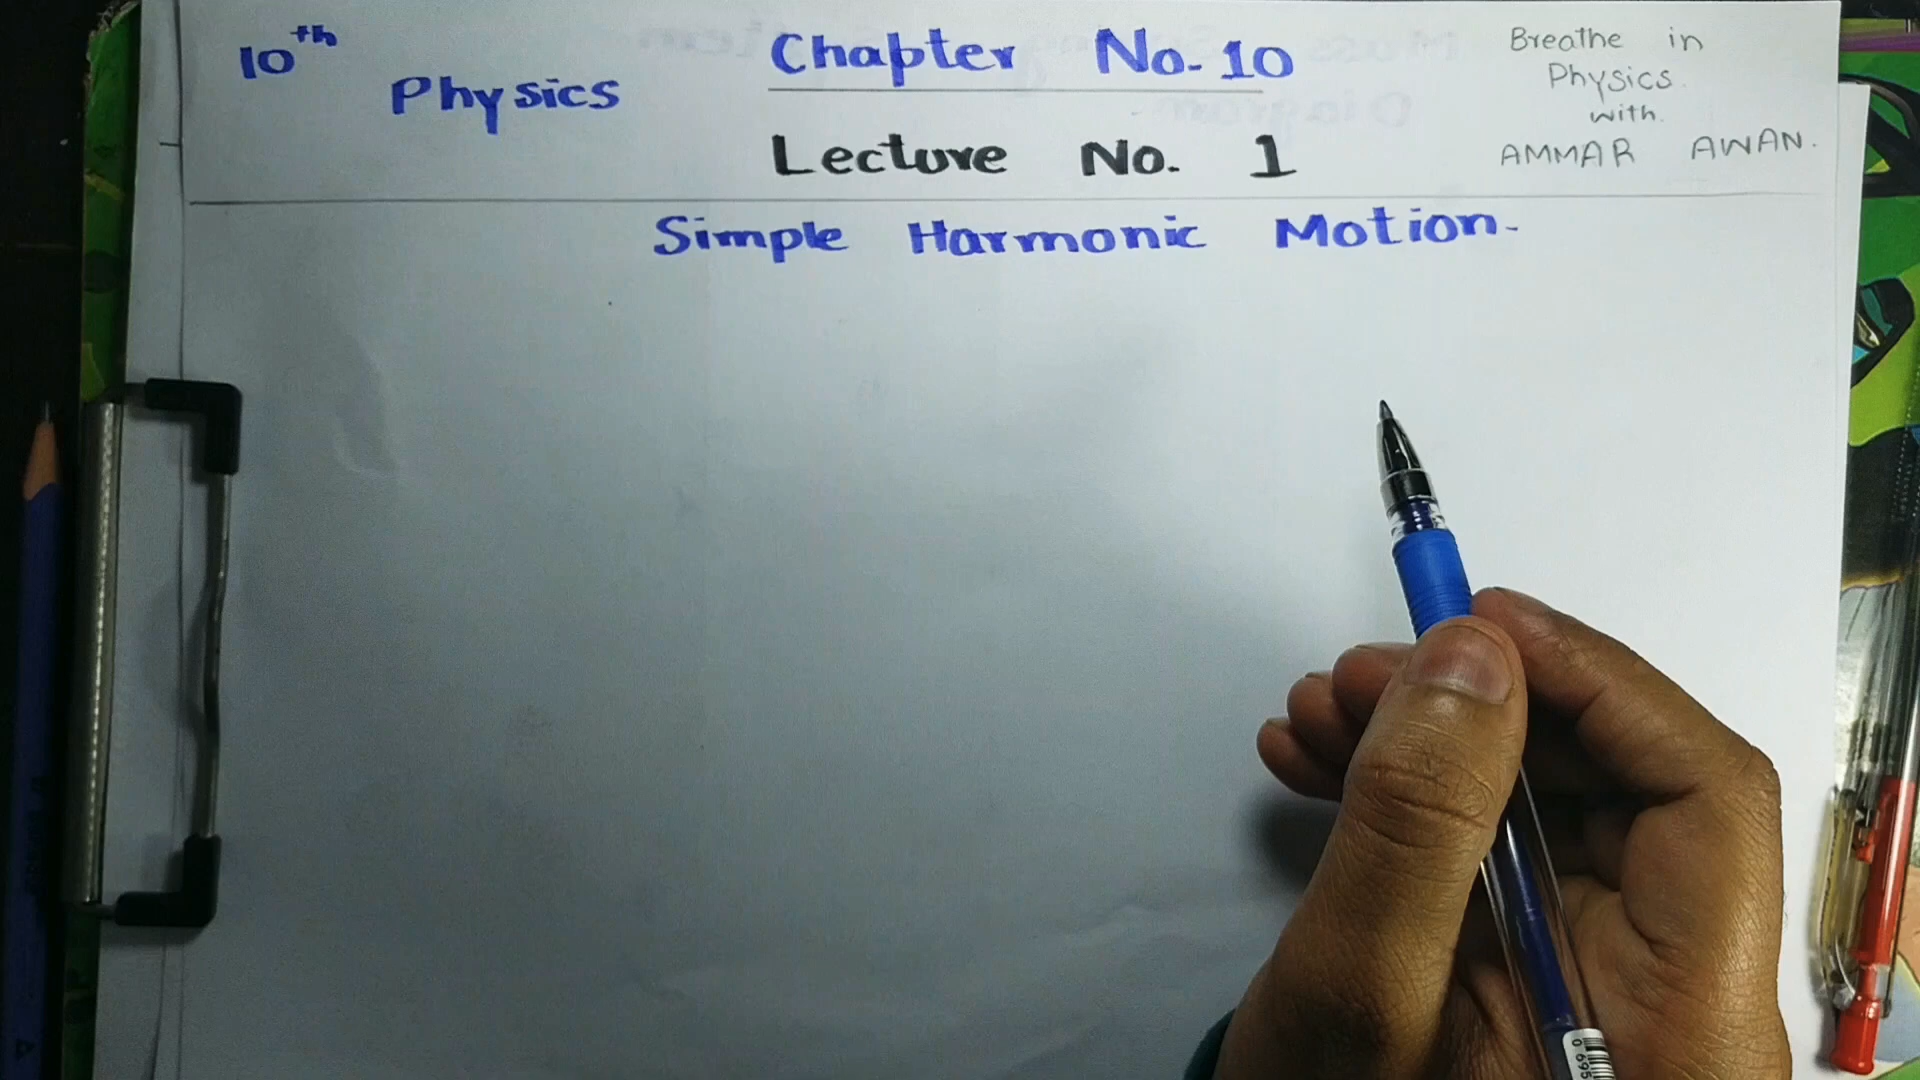 10th
Physics
Chapter No. 10
Lecture No. 1
Breathe in
Physics.
with.
AMMAR AWAN.
Simple Harmonic Motion.